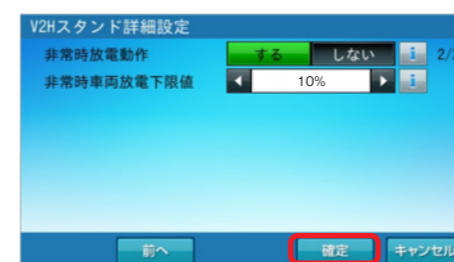 V2Hスタンド詳細設定
非常時放電動作 する しない i 2/
非常時車両放電下限値 ◀ 10% ▶ i
前へ 確定 キャンセル